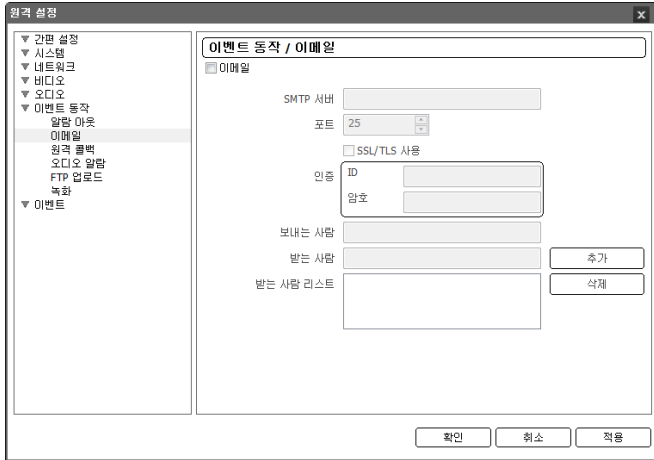 원격 설정
간편 설정
시스템
네트워크
비디오
오디오
이벤트 동작
알람 아웃
이메일
원격 콜백
오디오 알람
FTP 업로드
녹화
이벤트
이벤트 동작 / 이메일
이메일
SMTP 서버
포트 25
SSL/TLS 사용
인증 ID
암호
보내는 사람
받는 사람 추가
받는 사람 리스트 삭제
확인 취소 적용